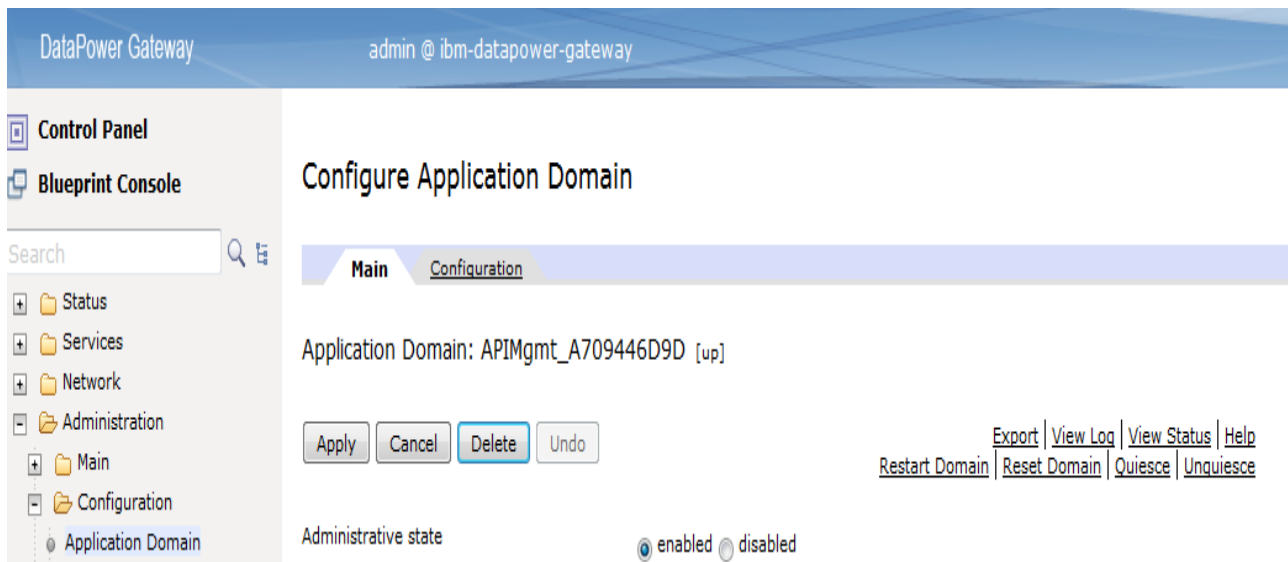 DataPower Gateway
admin @ ibm-datapower-gateway
Control Panel
Blueprint Console
Search
Status
Services
Network
Administration
Main
Configuration
Application Domain
Configure Application Domain
Main Configuration
Application Domain: APIMgmt_A709446D9D [up]
Apply Cancel Delete Undo
Export | View Log | View Status | Help
Restart Domain | Reset Domain | Quiesce | Unquiesce
Administrative state enabled disabled